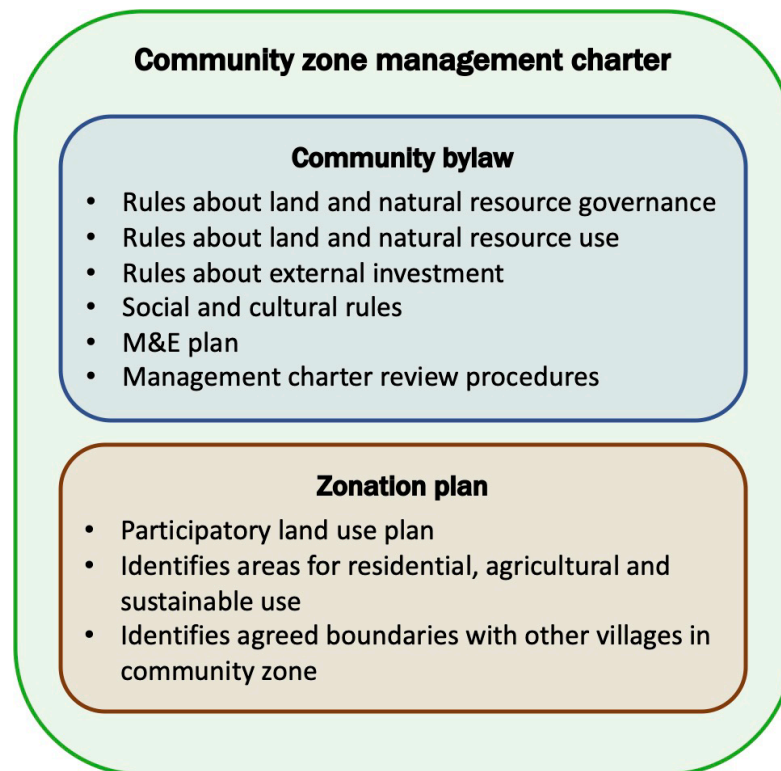 Community zone management charter
Community bylaw
• Rules about land and natural resource governance
• Rules about land and natural resource use
• Rules about external investment
• Social and cultural rules
• M&E plan
• Management charter review procedures
Zonation plan
• Participatory land use plan
• Identifies areas for residential, agricultural and
sustainable use
• Identifies agreed boundaries with other villages in
community zone